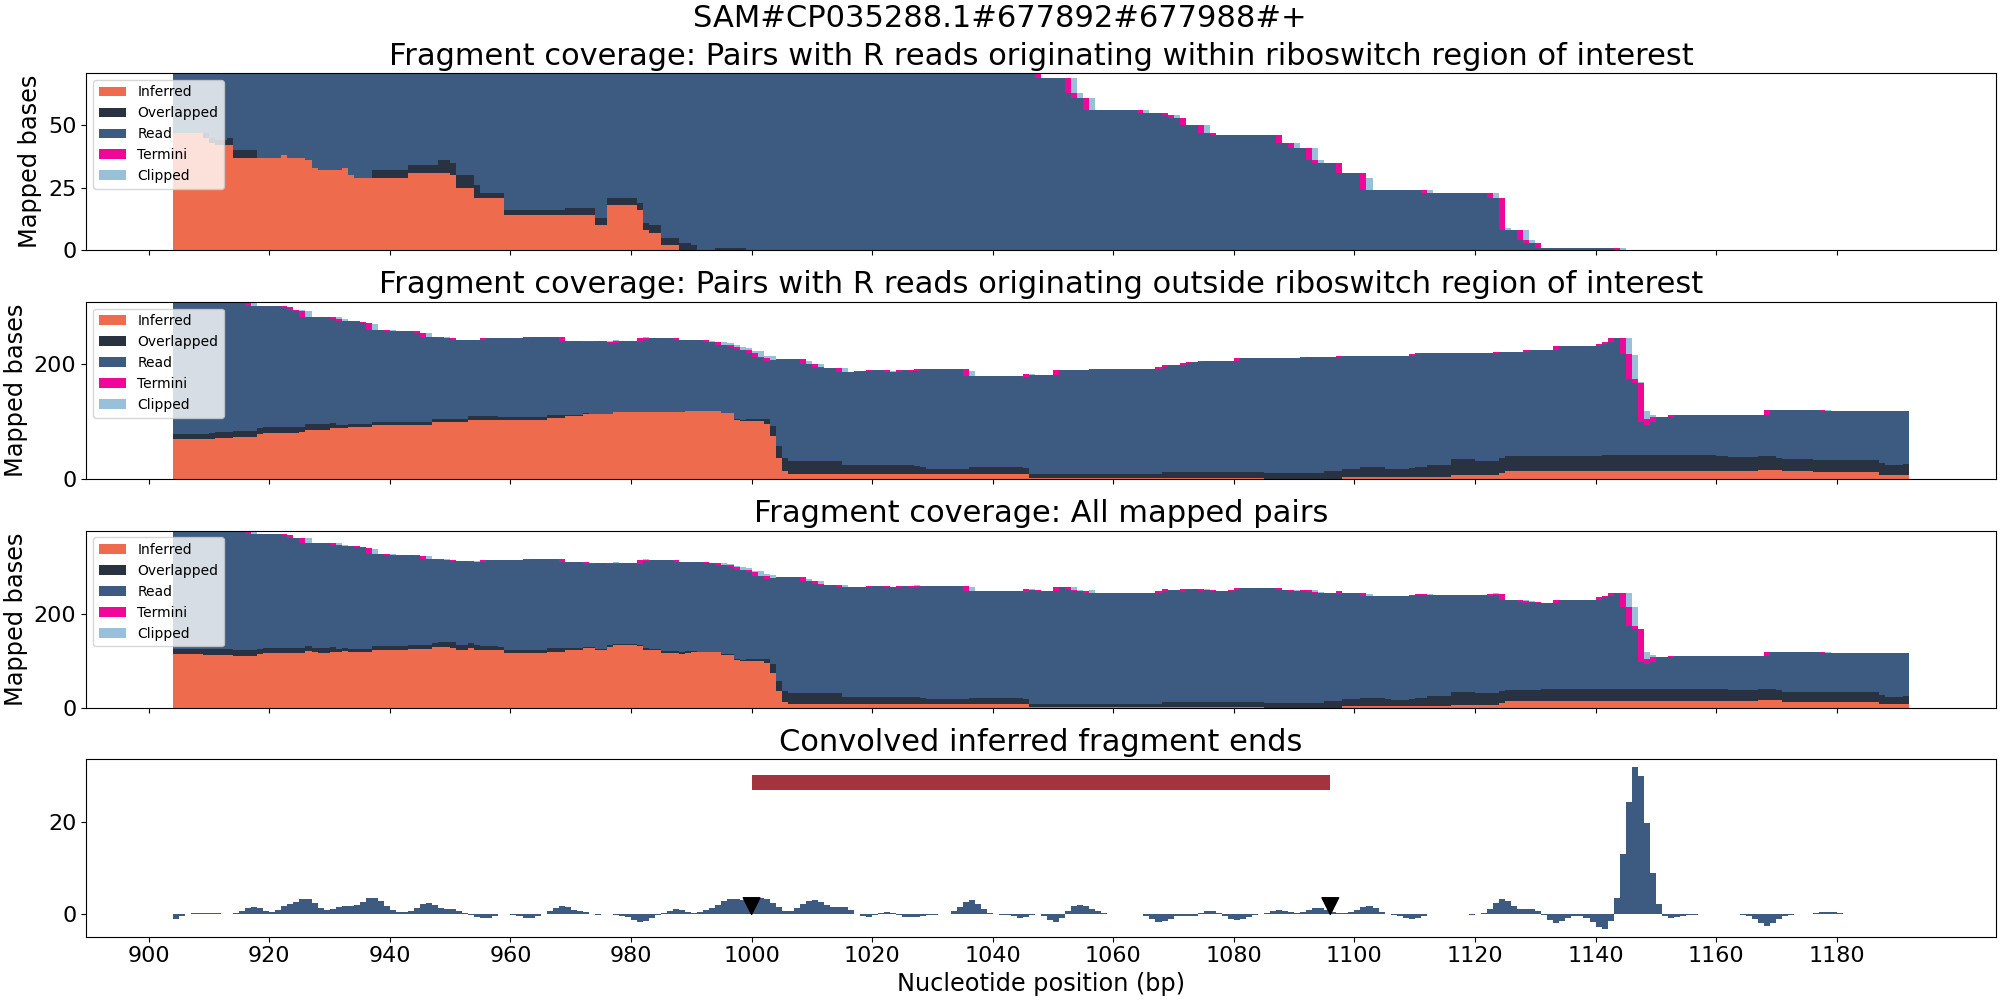 SAM#CP035288.1#677892#677988#+
Fragment coverage: Pairs with R reads originating within riboswitch region of interest
Mapped bases
50
25
0
Inferred
Overlapped
Read
Termini
Clipped
Fragment coverage: Pairs with R reads originating outside riboswitch region of interest
Mapped bases
200
0
Inferred
Overlapped
Read
Termini
Clipped
Fragment coverage: All mapped pairs
Mapped bases
200
0
Inferred
Overlapped
Read
Termini
Clipped
Convolved inferred fragment ends
20
0
900 920 940 960 980 1000 1020 1040 1060 1080 1100 1120 1140 1160 1180
Nucleotide position (bp)